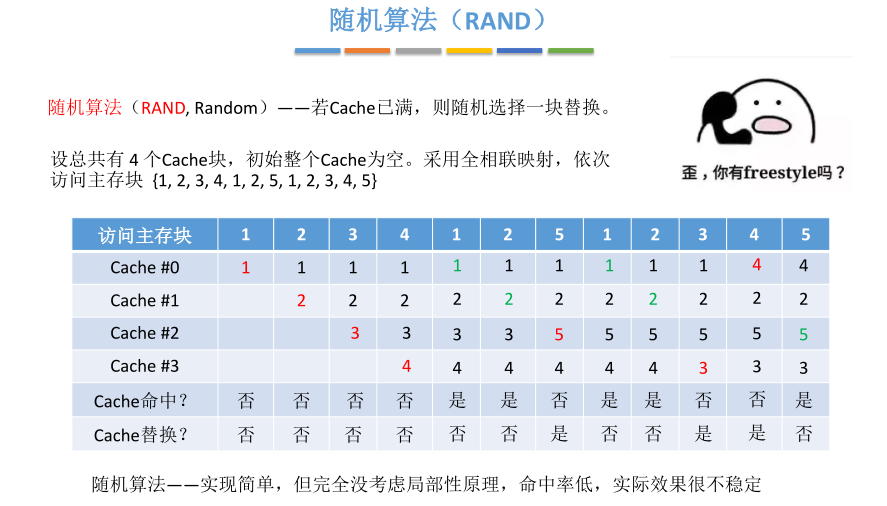 随机算法（RAND）
随机算法（RAND, Random）——若Cache已满，则随机选择一块替换。
歪，你有freestyle吗？
设总共有 4 个Cache块，初始整个Cache为空。采用全相联映射，依次
访问主存块 {1, 2, 3, 4, 1, 2, 5, 1, 2, 3, 4, 5}
访问主存块 1 2 3 4 1 2 5 1 2 3 4 5
Cache #0 1 1 1 1 1 1 1 1 1 1 4 4
Cache #1 2 2 2 2 2 2 2 2 2 2 2
Cache #2 3 3 3 3 5 5 5 5 5 5
Cache #3 4 4 4 4 4 4 3 3 3
Cache命中？ 否 否 否 否 是 是 否 是 是 否 否 是
Cache替换？ 否 否 否 否 否 否 是 否 否 是 是 否
随机算法——实现简单，但完全没考虑局部性原理，命中率低，实际效果很不稳定